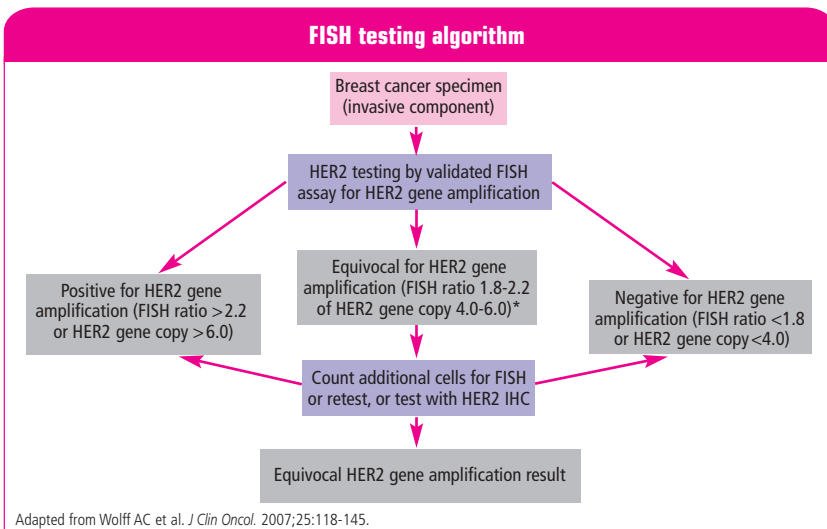 FISH testing algorithm
Breast cancer specimen
(invasive component)
HER2 testing by validated FISH
assay for HER2 gene amplification
Positive for HER2 gene
amplification (FISH ratio >2.2
or HER2 gene copy >6.0)
Equivocal for HER2 gene
amplification (FISH ratio 1.8-2.2
of HER2 gene copy 4.0-6.0)*
Negative for HER2 gene
amplification (FISH ratio <1.8
or HER2 gene copy<4.0)
Count additional cells for FISH
or retest, or test with HER2 IHC
Equivocal HER2 gene amplification result
Adapted from Wolff AC et al. J Clin Oncol. 2007;25:118-145.